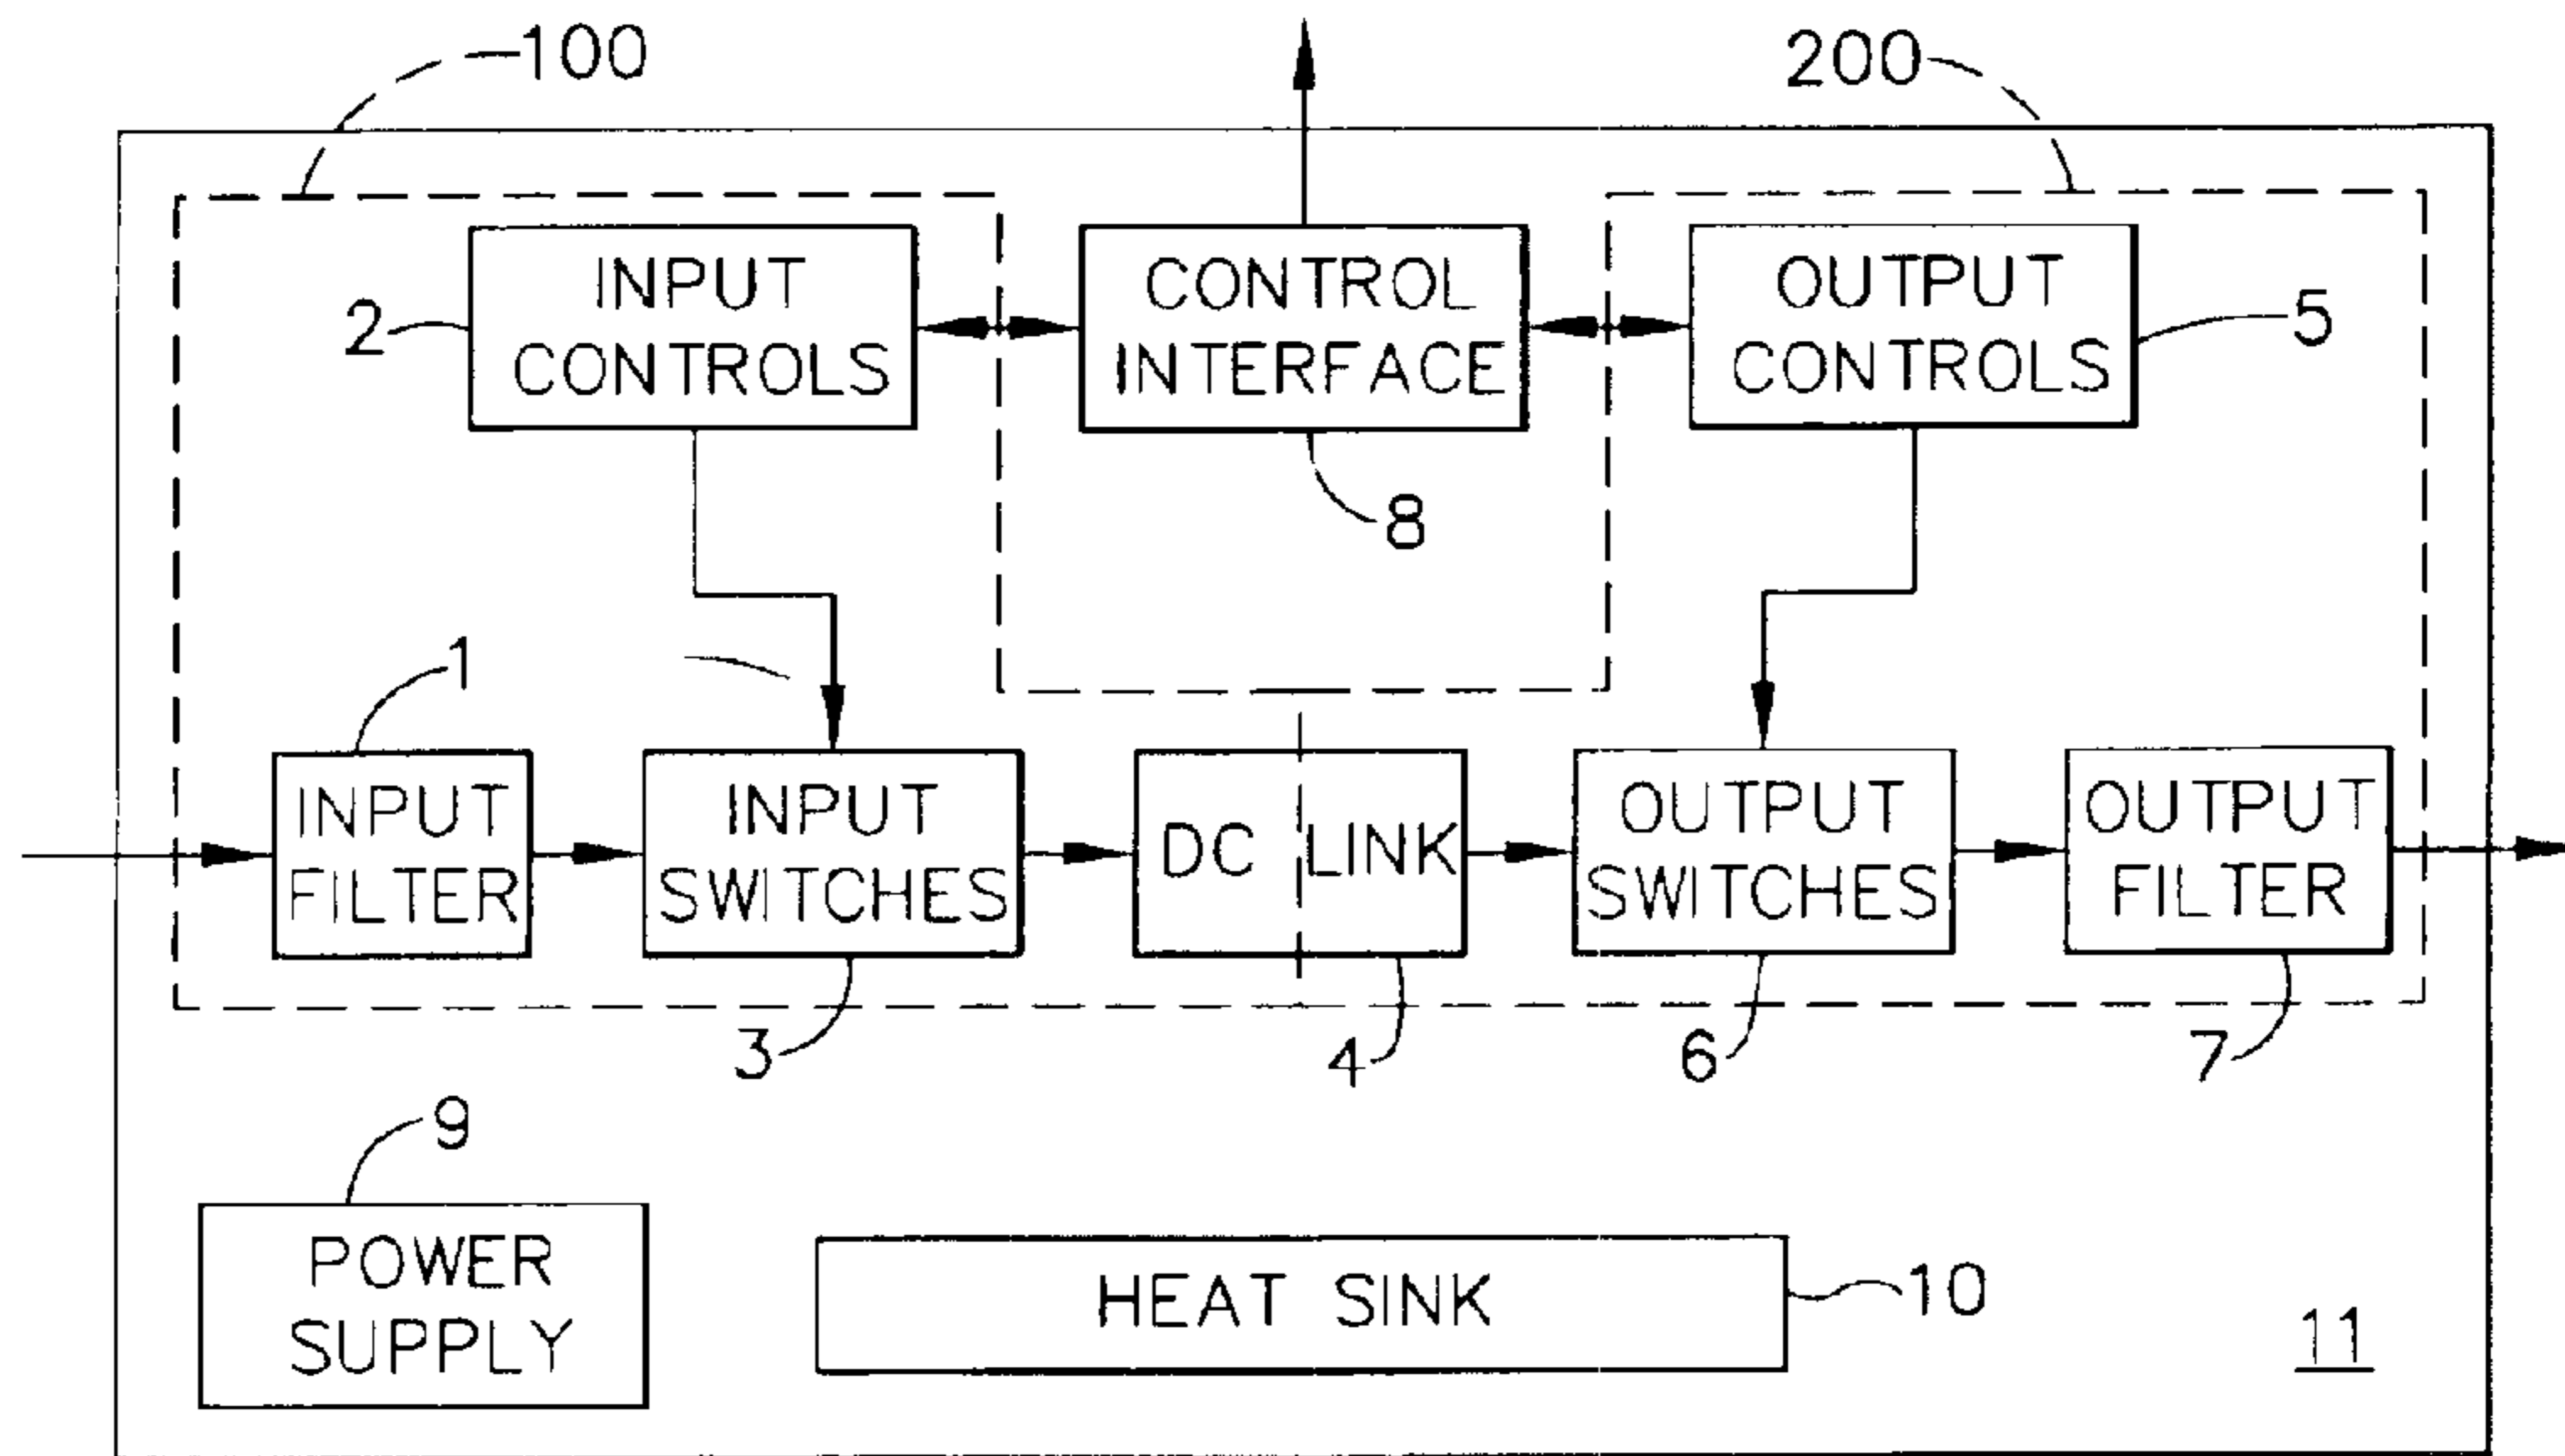 100
200
INPUT
CONTROLS
2
CONTROL
INTERFACE
8
OUTPUT
CONTROLS
5
1
INPUT
FILTER
INPUT
SWITCHES
3
DC LINK
4
OUTPUT
SWITCHES
6
OUTPUT
FILTER
7
9
POWER
SUPPLY
HEAT SINK
10
11